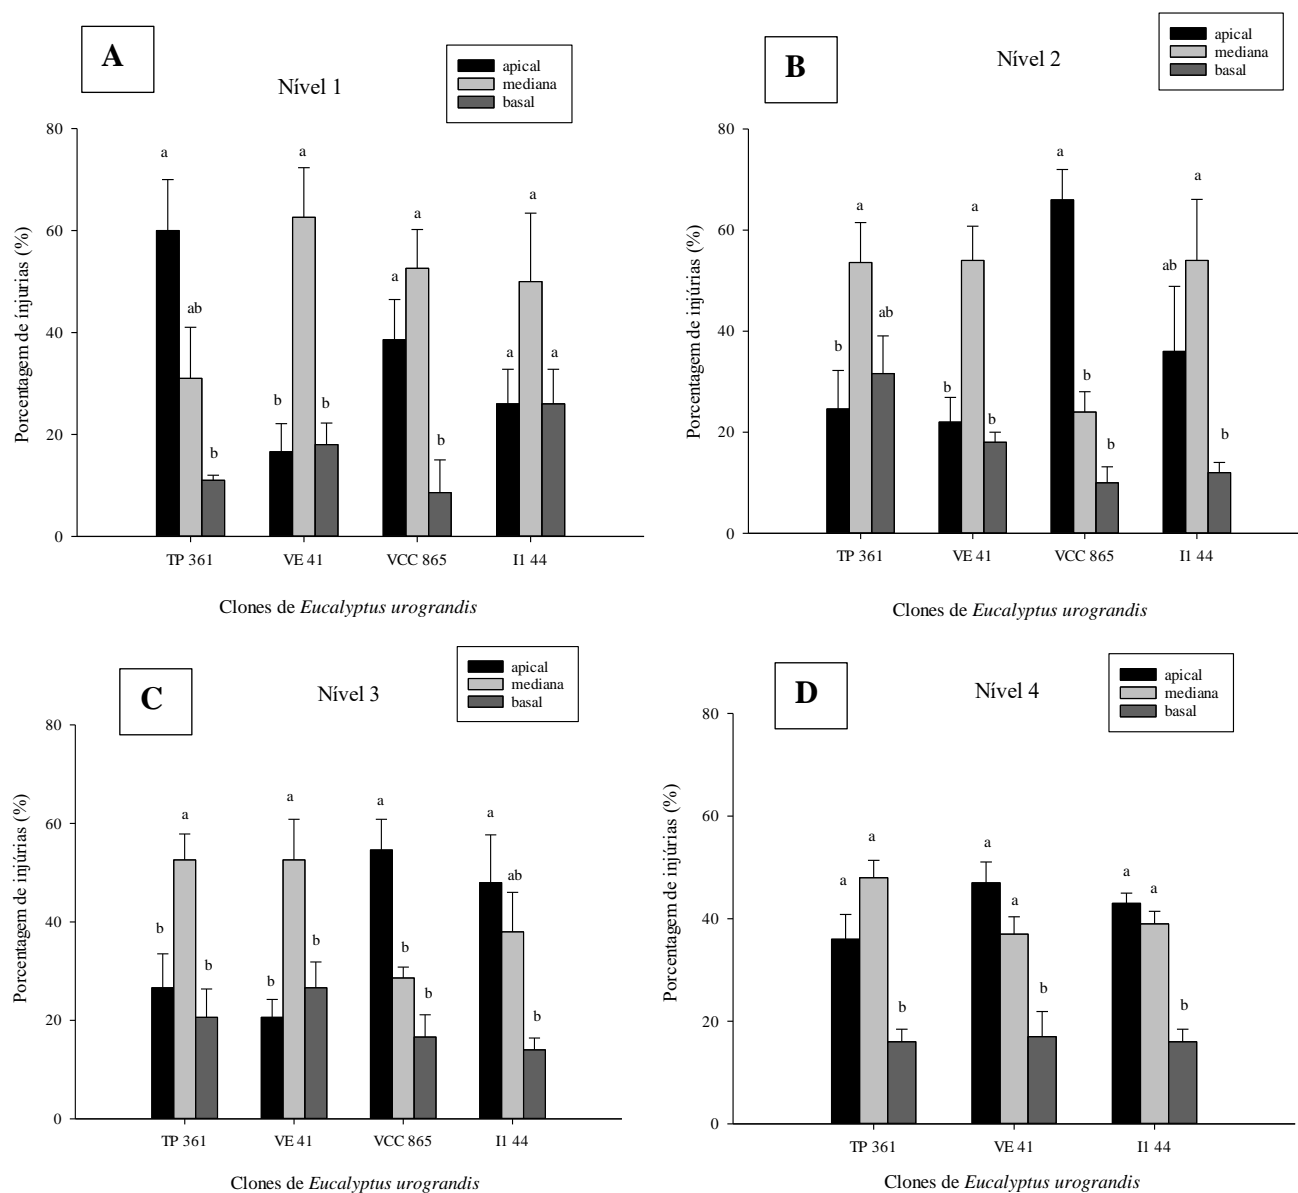 A
Nível 1
apical
mediana
basal
Porcentagem de ínjurias (%)
80
60
40
20
0
a
ab
b
b
a
b
a
a
b
a
a
a
TP 361
VE 41
VCC 865
I1 44
Clones de Eucalyptus urograndis
B
Nível 2
apical
mediana
basal
Porcentagem de injúrias (%)
80
60
40
20
0
b
a
ab
b
a
b
a
b
b
ab
a
b
TP 361
VE 41
VCC 865
I1 44
Clones de Eucalyptus urograndis
C
Nível 3
apical
mediana
basal
Porcentagem de injúrias (%)
80
60
40
20
0
b
a
b
b
a
b
a
b
b
a
ab
b
TP 361
VE 41
VCC 865
I1 44
Clones de Eucalyptus urograndis
D
Nível 4
apical
mediana
basal
Porcentagem de injúrias (%)
80
60
40
20
0
a
a
b
a
a
b
a
a
b
TP 361
VE 41
I1 44
Clones de Eucalyptus urograndis